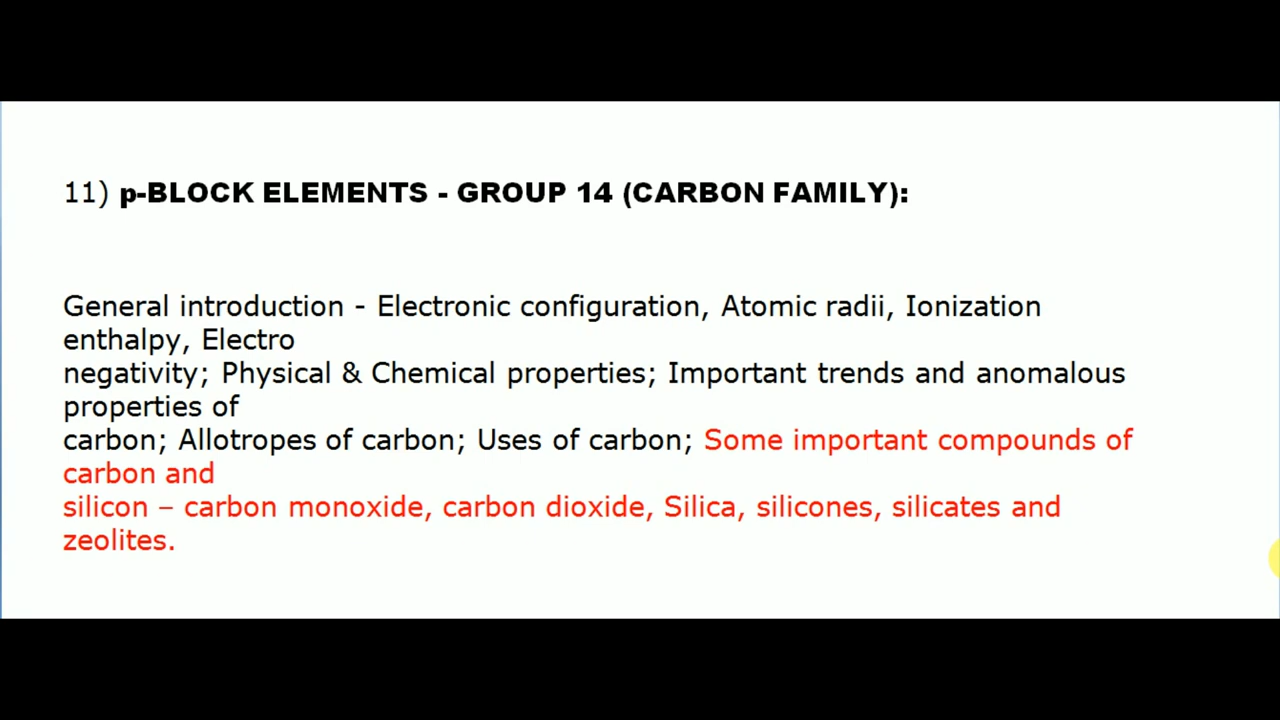 11) p-BLOCK ELEMENTS - GROUP 14 (CARBON FAMILY):
General introduction - Electronic configuration, Atomic radii, Ionization
enthalpy, Electro
negativity; Physical & Chemical properties; Important trends and anomalous
properties of
carbon; Allotropes of carbon; Uses of carbon; Some important compounds of
carbon and
silicon – carbon monoxide, carbon dioxide, Silica, silicones, silicates and
zeolites.